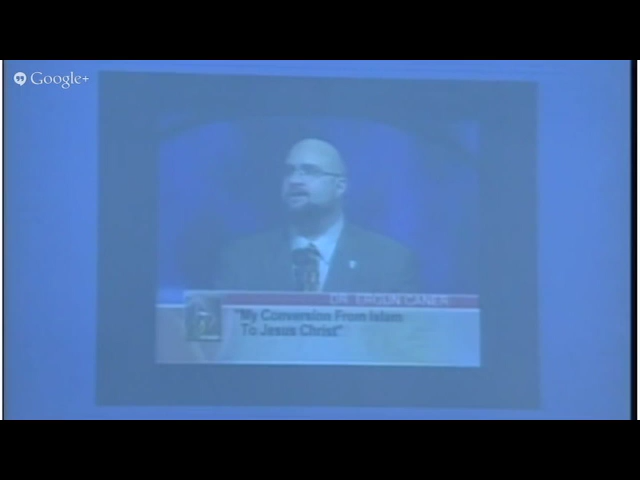 Google+
DR. ERGUN CANER
"My Conversion From Islam
To Jesus Christ"